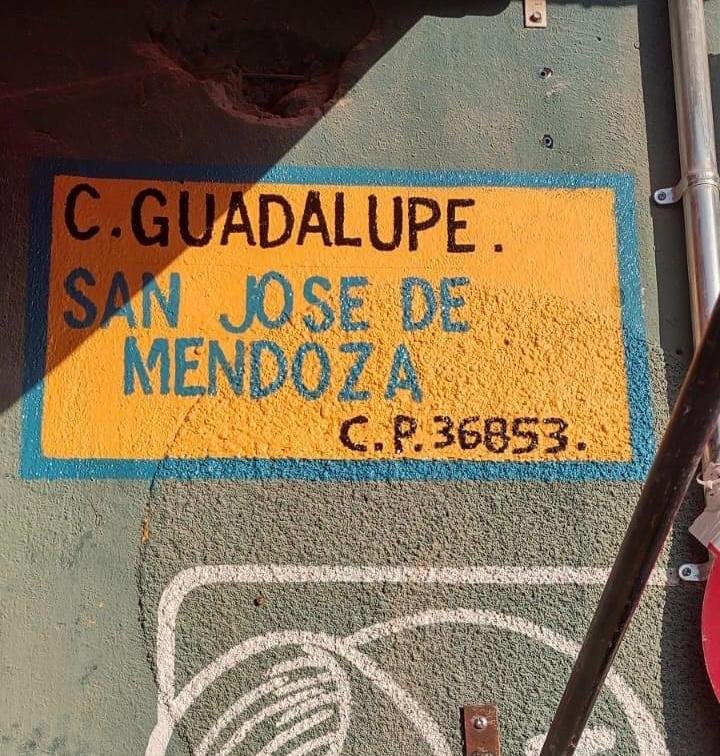 C. GUADALUPE.
SAN JOSE DE
MENDOZA
C.P. 36853.